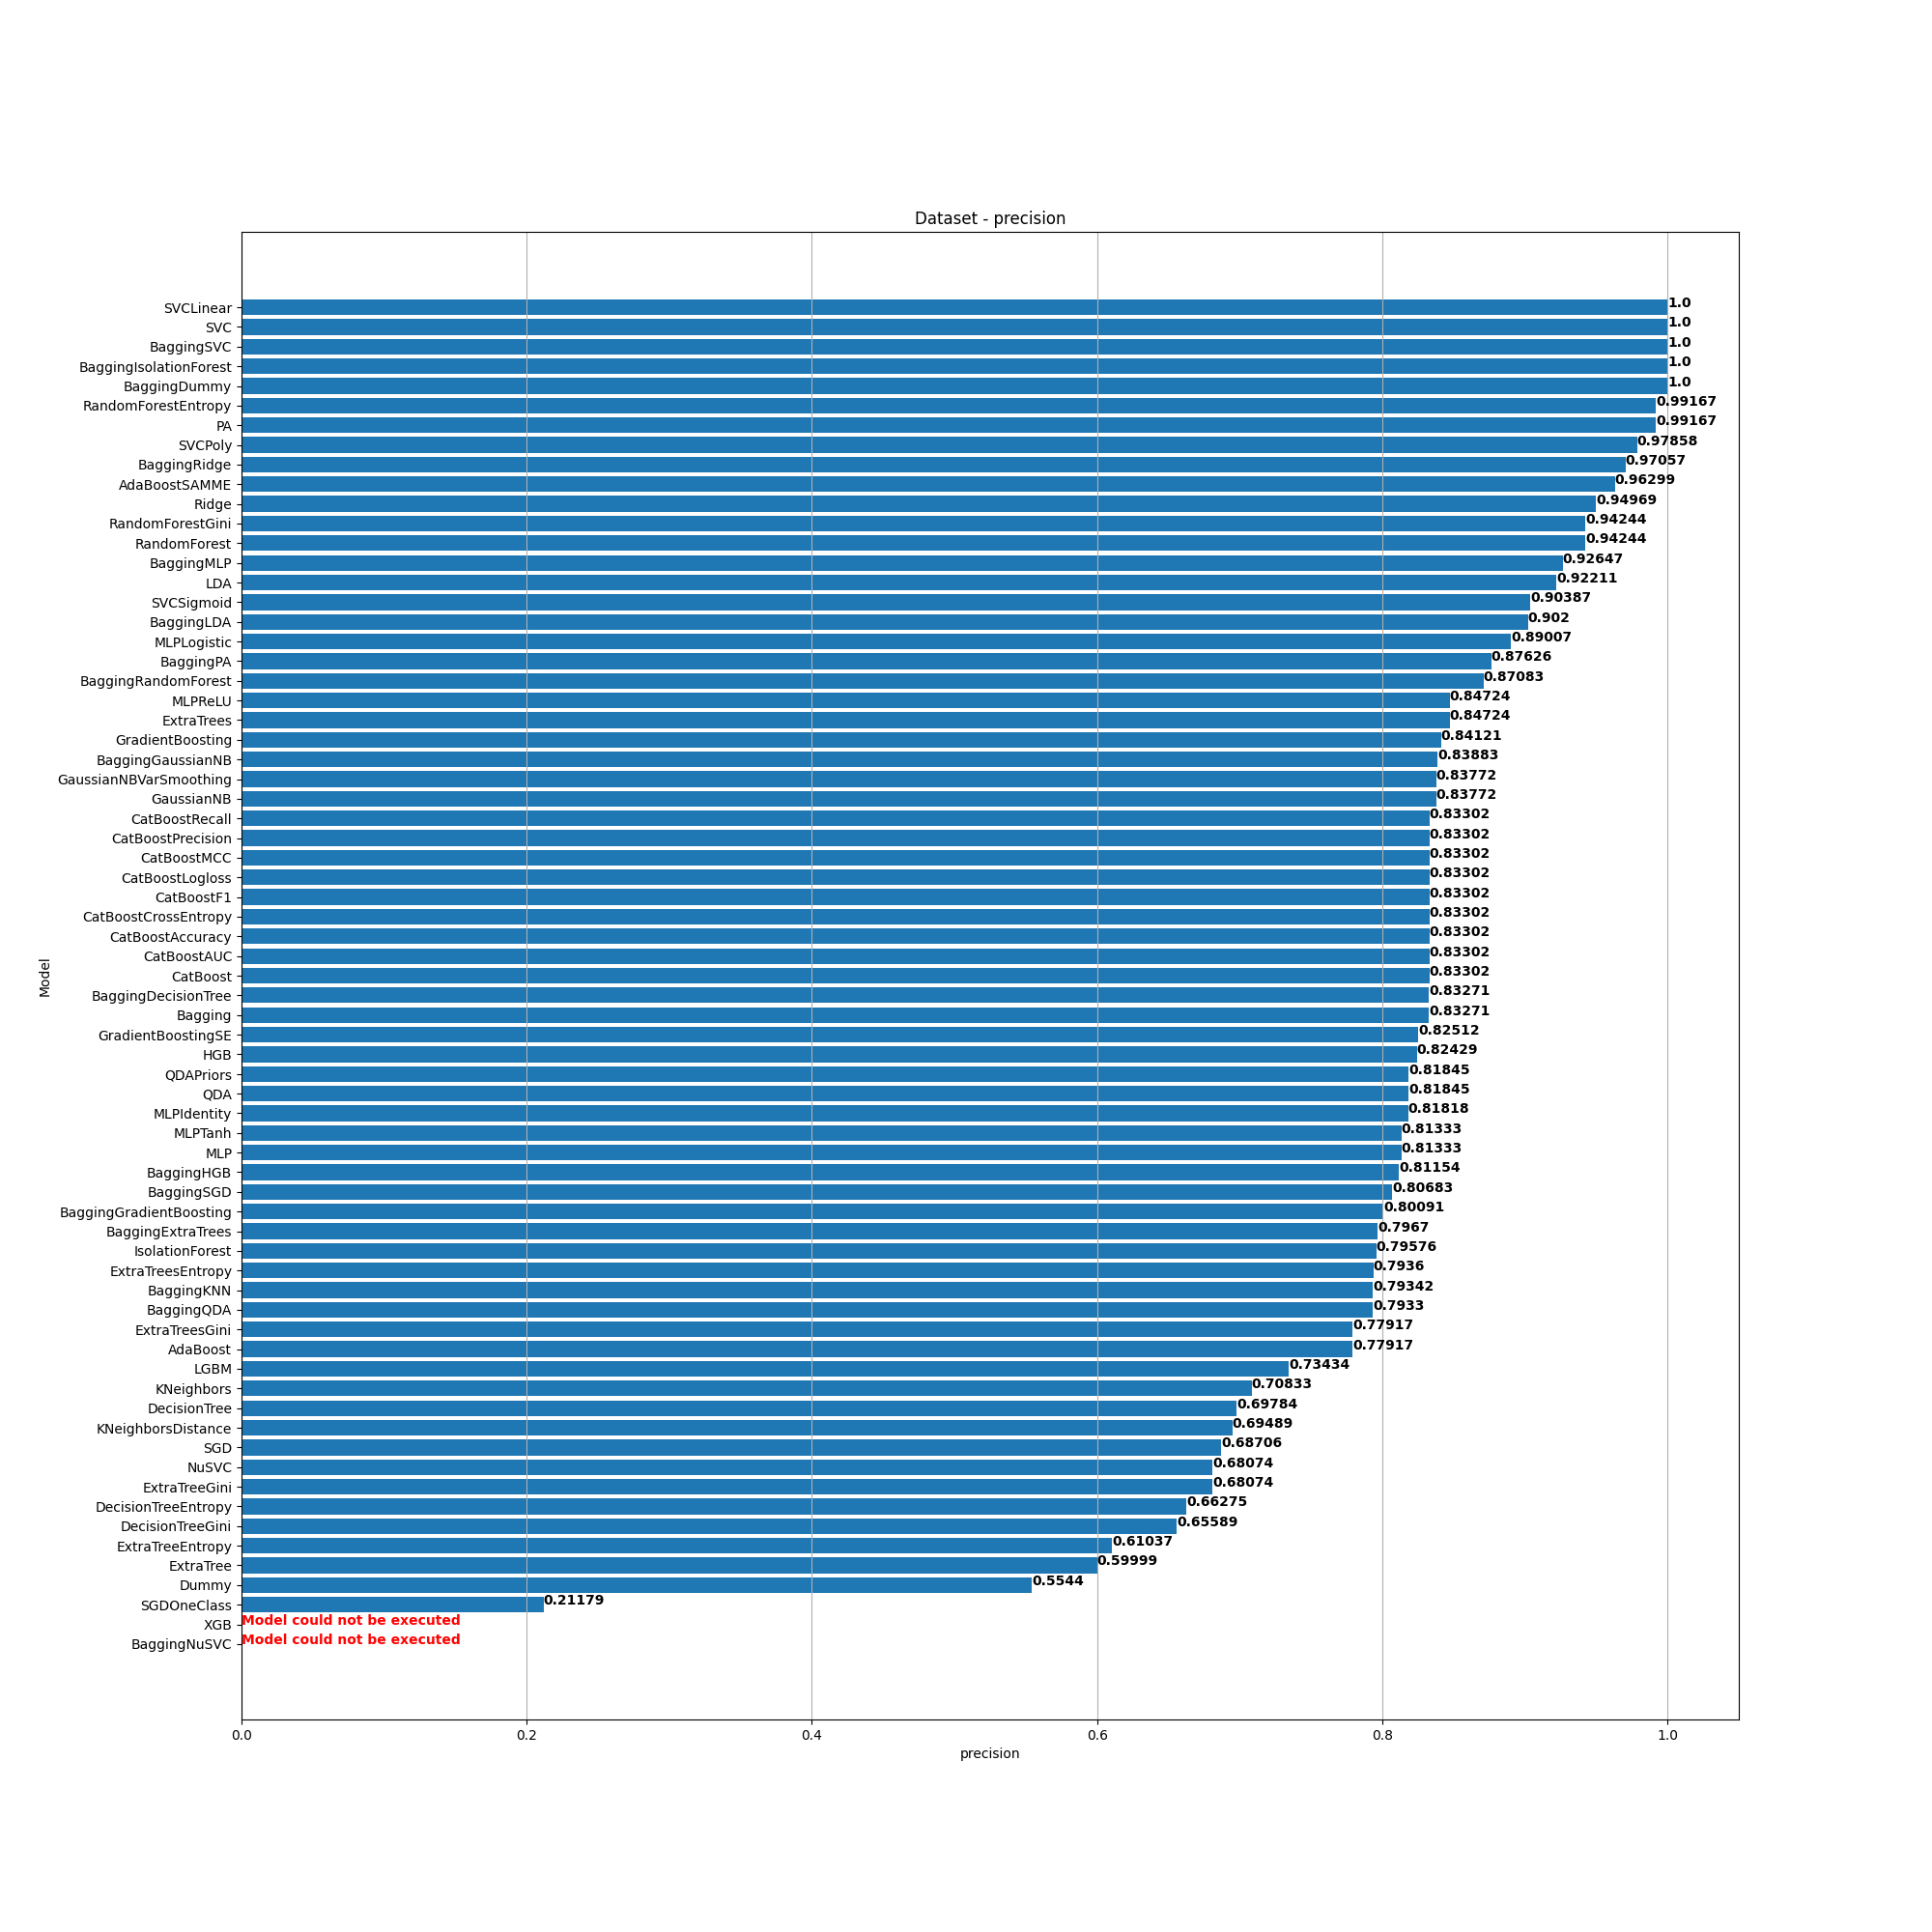 Dataset - precision
SVCLinear 1.0
SVC 1.0
BaggingSVC 1.0
BaggingIsolationForest 1.0
BaggingDummy 1.0
RandomForestEntropy 0.99167
PA 0.99167
SVCPoly 0.97858
BaggingRidge 0.97057
AdaBoostSAMME 0.96299
Ridge 0.94969
RandomForestGini 0.94244
RandomForest 0.94244
BaggingMLP 0.92647
LDA 0.92211
SVCSigmoid 0.90387
BaggingLDA 0.902
MLPLogistic 0.89007
BaggingPA 0.87626
BaggingRandomForest 0.87083
MLPReLU 0.84724
ExtraTrees 0.84724
GradientBoosting 0.84121
BaggingGaussianNB 0.83883
GaussianNBVarSmoothing 0.83772
GaussianNB 0.83772
CatBoostRecall 0.83302
CatBoostPrecision 0.83302
CatBoostMCC 0.83302
CatBoostLogloss 0.83302
CatBoostF1 0.83302
CatBoostCrossEntropy 0.83302
CatBoostAccuracy 0.83302
CatBoostAUC 0.83302
CatBoost 0.83302
BaggingDecisionTree 0.83271
Bagging 0.83271
GradientBoostingSE 0.82512
HGB 0.82429
QDAPriors 0.81845
QDA 0.81845
MLPIdentity 0.81818
MLPTanh 0.81333
MLP 0.81333
BaggingHGB 0.81154
BaggingSGD 0.80683
BaggingGradientBoosting 0.80091
BaggingExtraTrees 0.7967
IsolationForest 0.79576
ExtraTreesEntropy 0.7936
BaggingKNN 0.79342
BaggingQDA 0.7933
ExtraTreesGini 0.77917
AdaBoost 0.77917
LGBM 0.73434
KNeighbors 0.70833
DecisionTree 0.69784
KNeighborsDistance 0.69489
SGD 0.68706
NuSVC 0.68074
ExtraTreeGini 0.68074
DecisionTreeEntropy 0.66275
DecisionTreeGini 0.65589
ExtraTreeEntropy 0.61037
ExtraTree 0.59999
Dummy 0.5544
SGDOneClass 0.21179
XGB Model could not be executed
BaggingNuSVC Model could not be executed
Model
0.0 0.2 0.4 0.6 0.8 1.0
precision